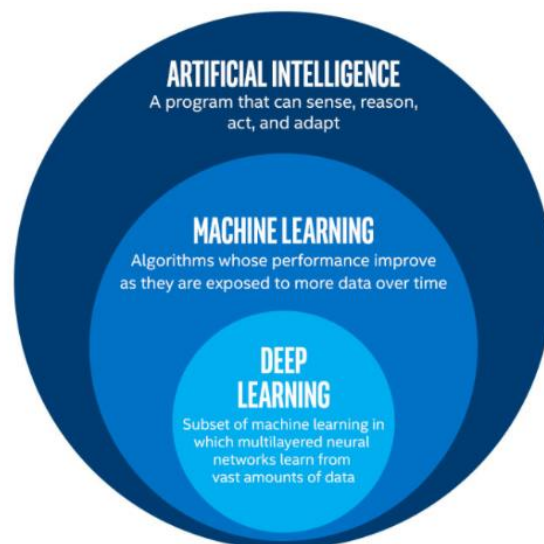 ARTIFICIAL INTELLIGENCE
A program that can sense, reason,
act, and adapt
MACHINE LEARNING
Algorithms whose performance improve
as they are exposed to more data over time
DEEP
LEARNING
Subset of machine learning in
which multilayered neural
networks learn from
vast amounts of data